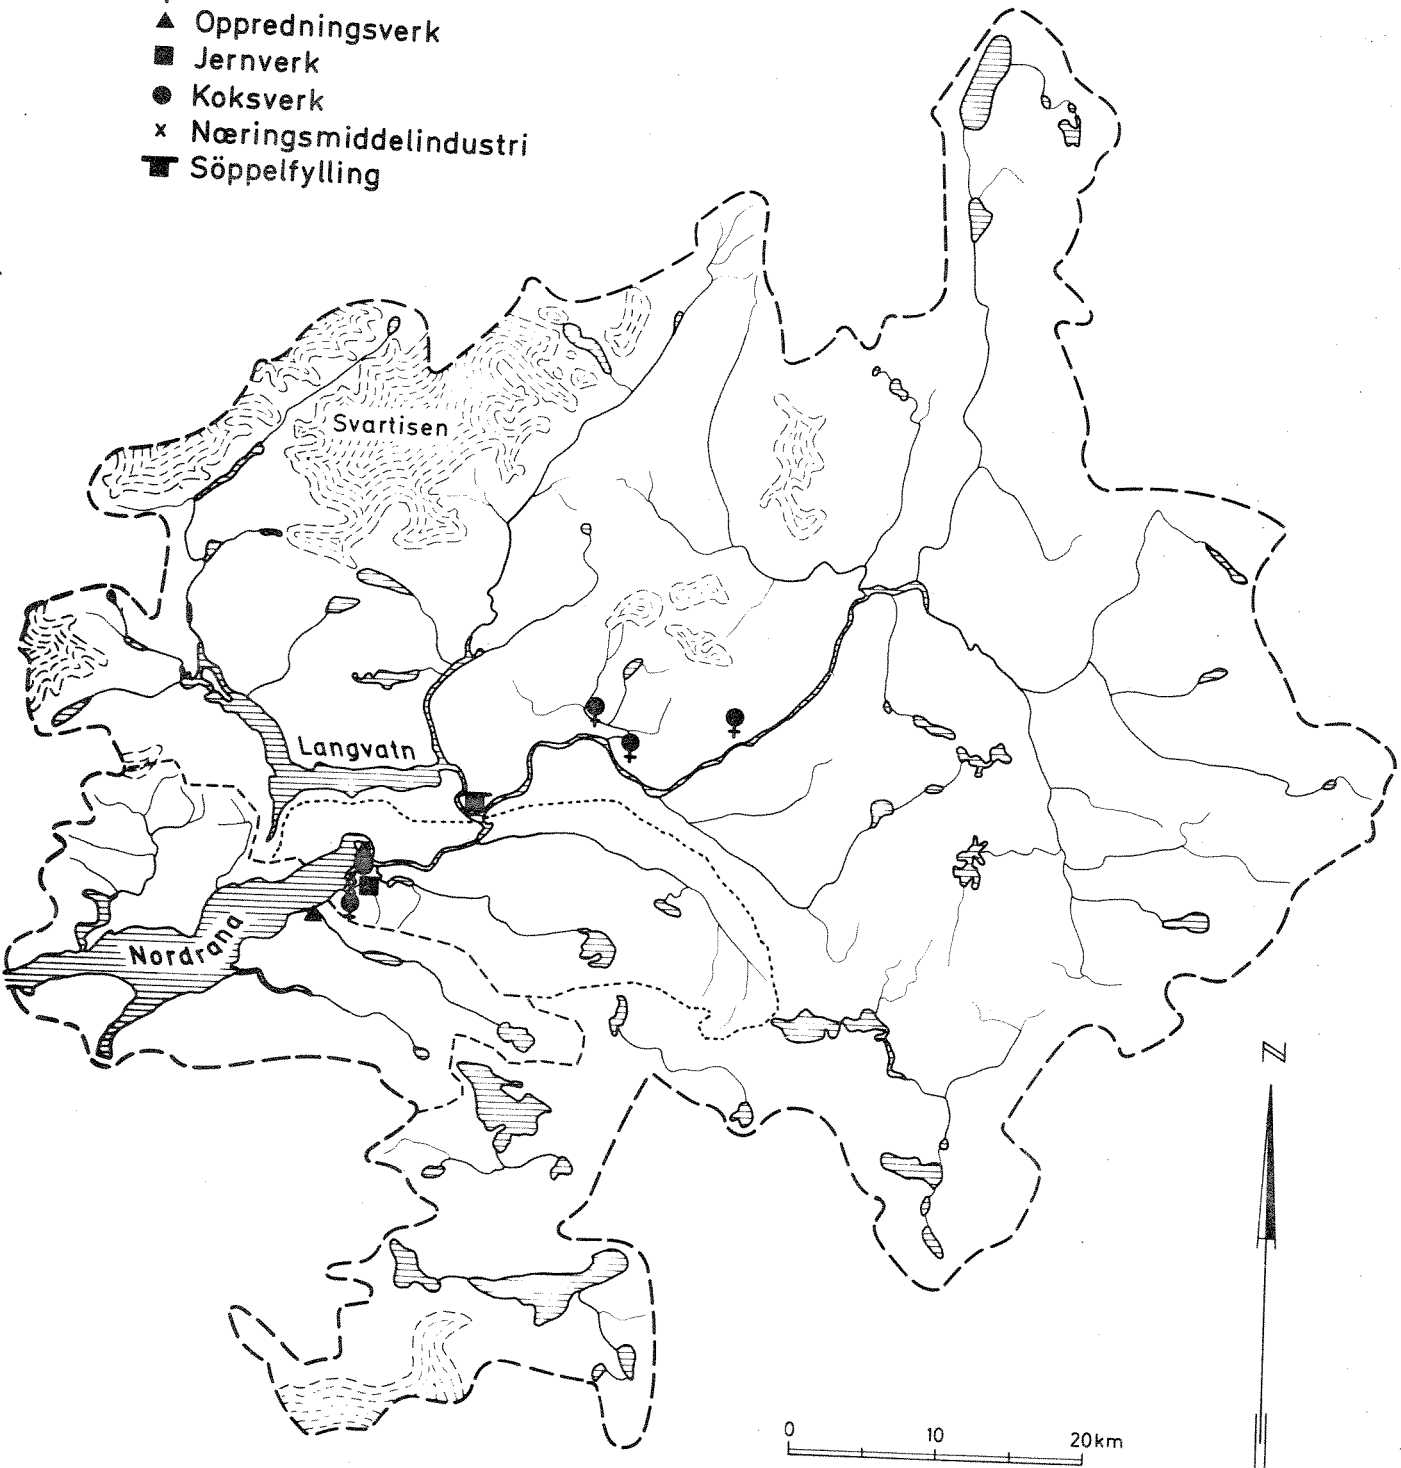 Oppredningsverk
Jernverk
Koksverk
Næringsmiddelindustri
Söppelfylling
Svartisen
Langvatn
Nordrana
N
0 10 20km